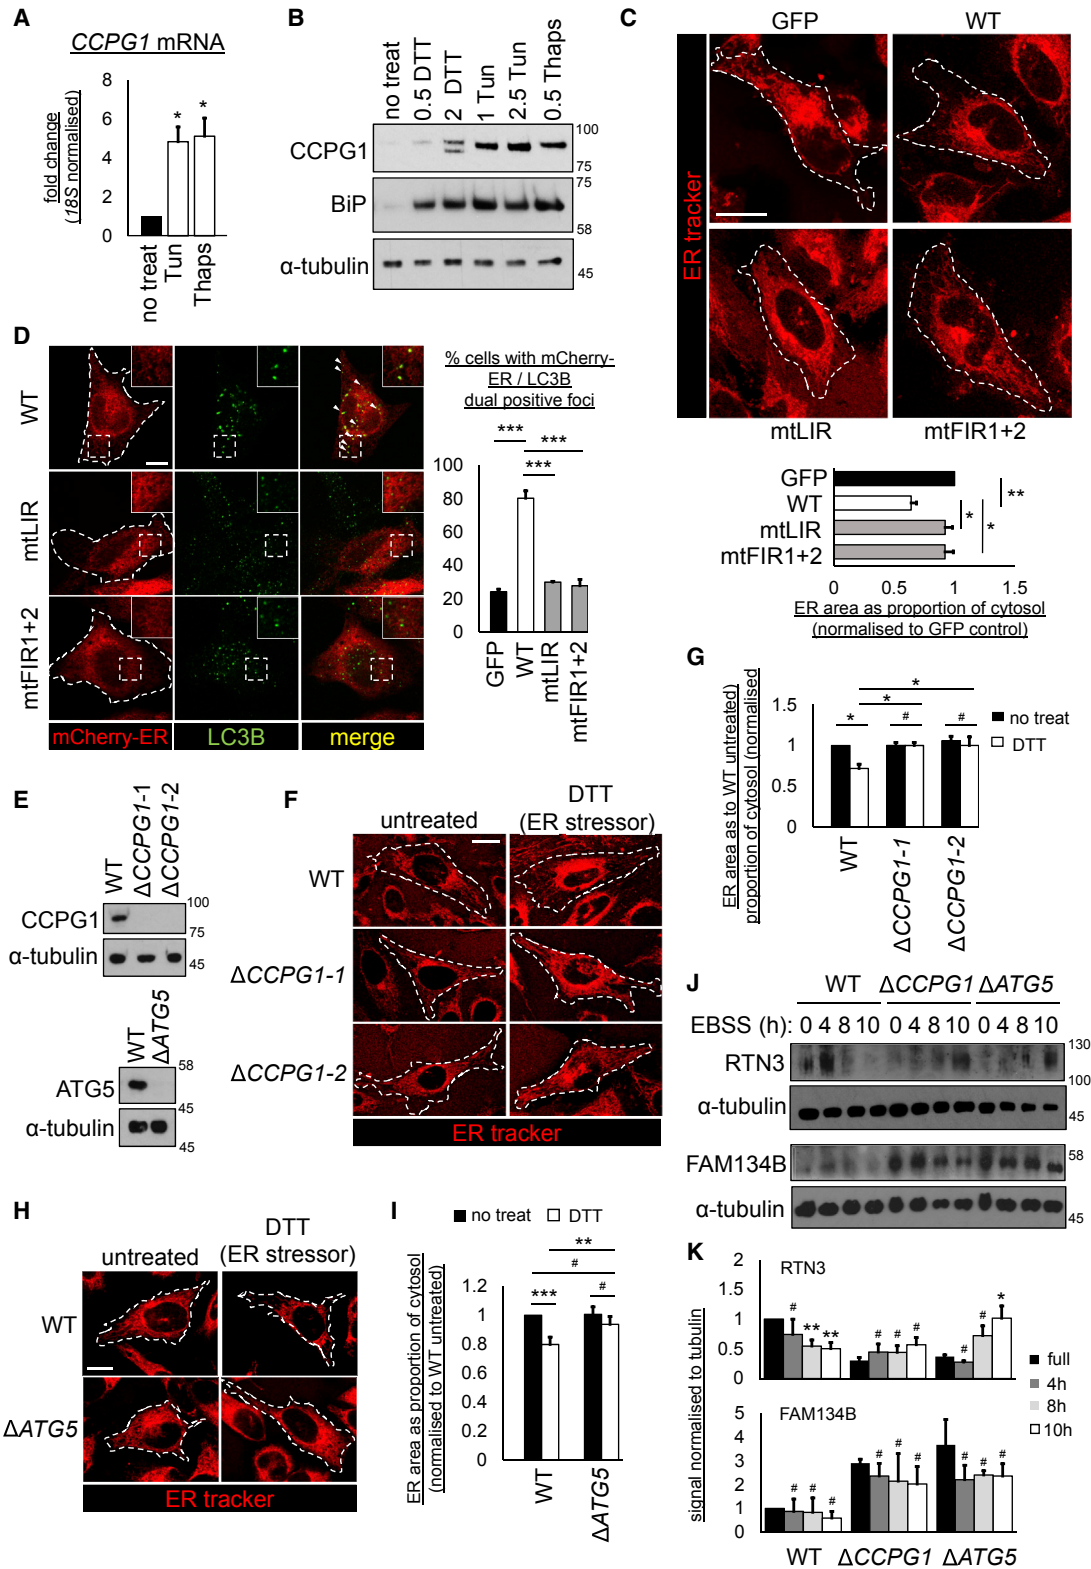 A
CCPG1 mRNA
fold change
(18S normalised)
8
6
4
2
0
*
*
no treat
Tun
Thaps
B
no treat
0.5 DTT
2 DTT
1 Tun
2.5 Tun
0.5 Thaps
CCPG1
100
75
BiP
75
58
α-tubulin
45
C
GFP
WT
ER tracker
mtLIR
mtFIR1+2
GFP
WT
mtLIR
mtFIR1+2
**
*
*
0
0.5
1
1.5
ER area as proportion of cytosol
(normalised to GFP control)
D
WT
mtLIR
mtFIR1+2
mCherry-ER
LC3B
merge
% cells with mCherry-
ER / LC3B
dual positive foci
***
***
***
100
80
60
40
20
0
GFP
WT
mtLIR
mtFIR1+2
E
WT
ΔCCPG1-1
ΔCCPG1-2
CCPG1
100
75
α-tubulin
45
WT
ΔATG5
ATG5
58
45
α-tubulin
45
F
untreated
DTT
(ER stressor)
WT
ΔCCPG1-1
ΔCCPG1-2
ER tracker
G
ER area as to WT untreated)
proportion of cytosol (normalised
1.5
1
0.5
0
*
*
*
#
#
no treat
DTT
WT
ΔCCPG1-1
ΔCCPG1-2
H
untreated
DTT
(ER stressor)
WT
ΔATG5
ER tracker
I
no treat
DTT
ER area as proportion of cytosol
(normalised to WT untreated)
**
#
***
#
1.2
1
0.8
0.6
0.4
0.2
0
WT
ΔATG5
J
WT
ΔCCPG1
ΔATG5
EBSS (h): 0 4 8 10 0 4 8 10 0 4 8 10
RTN3
130
100
α-tubulin
45
FAM134B
58
α-tubulin
45
K
signal normalised no tubulin
2
1.5
1
0.5
0
RTN3
# ** **
# # #
# # *
full
4h
8h
10h
FAM134B
5
4
3
2
1
0
# # #
# # #
# # #
WT
ΔCCPG1
ΔATG5